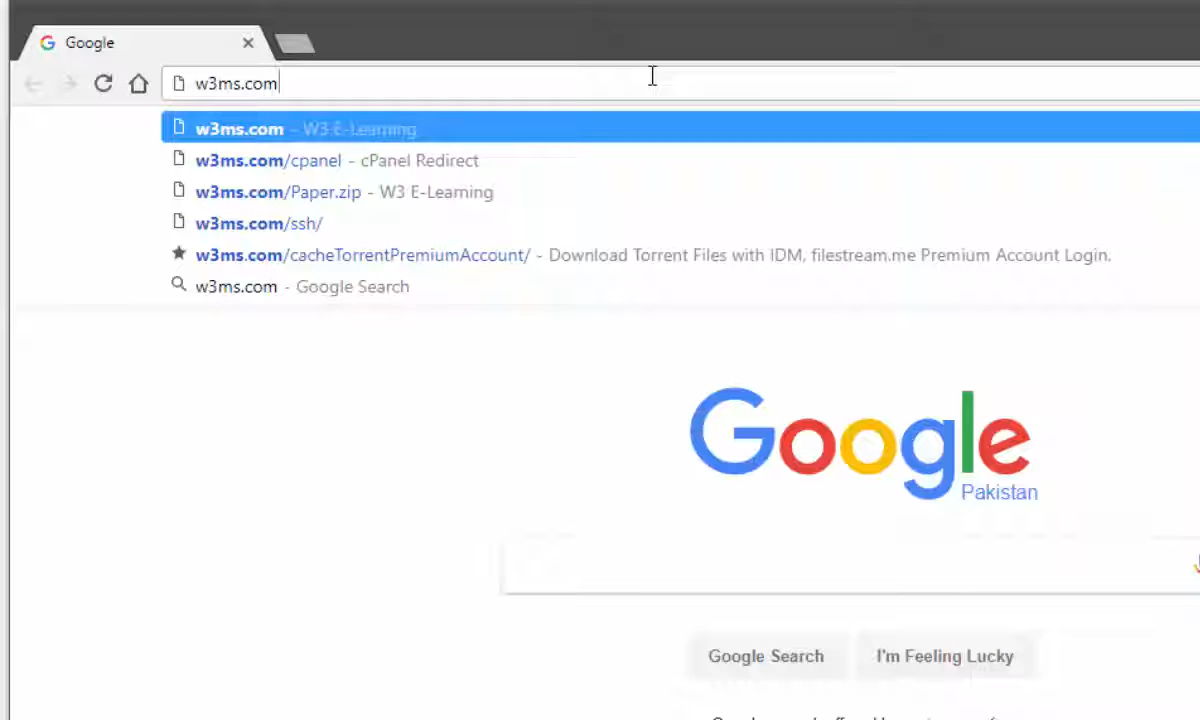 Google
w3ms.com
w3ms.com - W3 E-Learning
w3ms.com/cpanel - cPanel Redirect
w3ms.com/Paper.zip - W3 E-Learning
w3ms.com/ssh/
w3ms.com/cacheTorrentPremiumAccount/ - Download Torrent Files with IDM, filestream.me Premium Account Login.
w3ms.com - Google Search
Google
Pakistan
Google Search
I'm Feeling Lucky